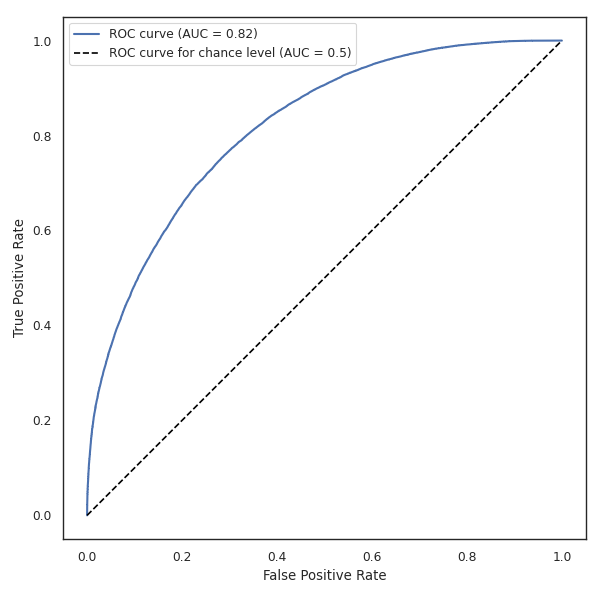 ROC curve (AUC = 0.82)
ROC curve for chance level (AUC = 0.5)
1.0
0.8
0.6
0.4
0.2
0.0
True Positive Rate
0.0 0.2 0.4 0.6 0.8 1.0
False Positive Rate